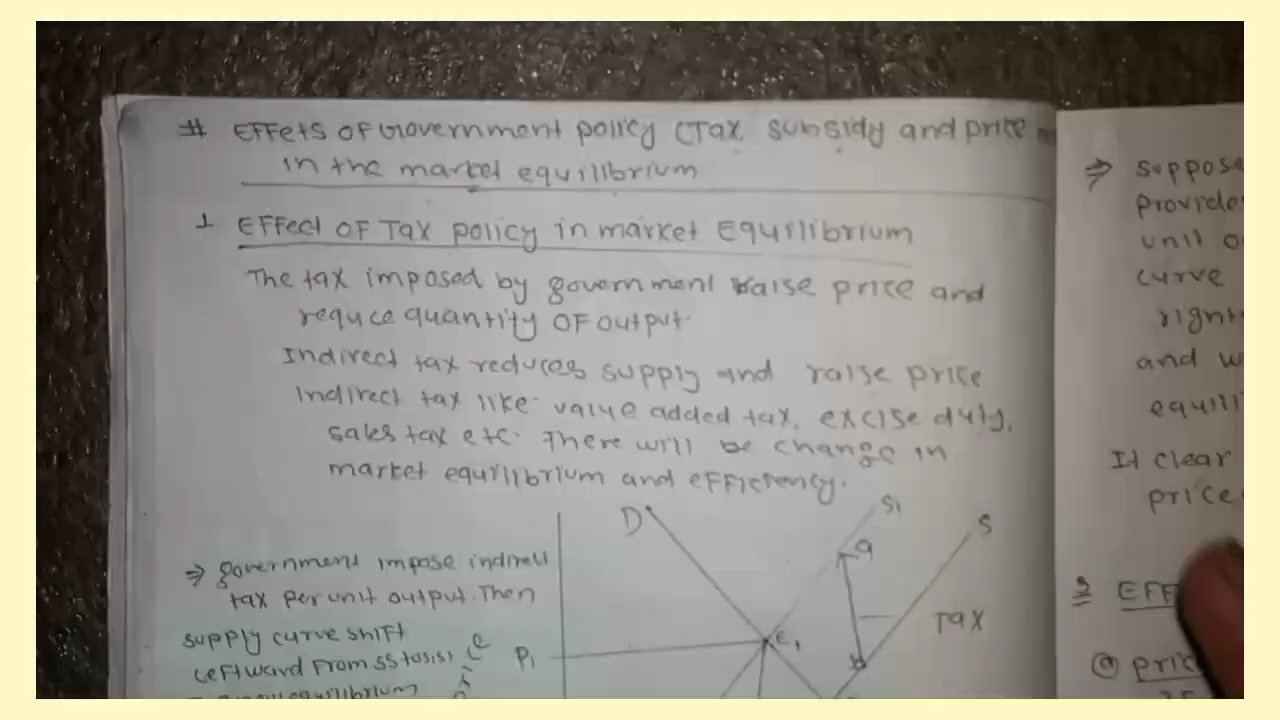 # Effets of Government policy (Tax, subsidy and price
in the market equilibrium
1 Effect of Tax policy in market Equilibrium
The tax imposed by government raise price and
reduce quantity of output.
Indirect tax reduces supply and raise price
Indirect tax like value added tax, excise duty,
sales tax etc. There will be change in
market equilibrium and efficiency.
⇒ government impose indirect
tax per unit output. Then
supply curve shift
leftward from SS to S1S1
equilibrium
D
S1
S
a
Tax
E1
P1
b
⇒ suppose
provide
unit o
curve
right
and w
equili
It clear
price
3 EFF
@ pric